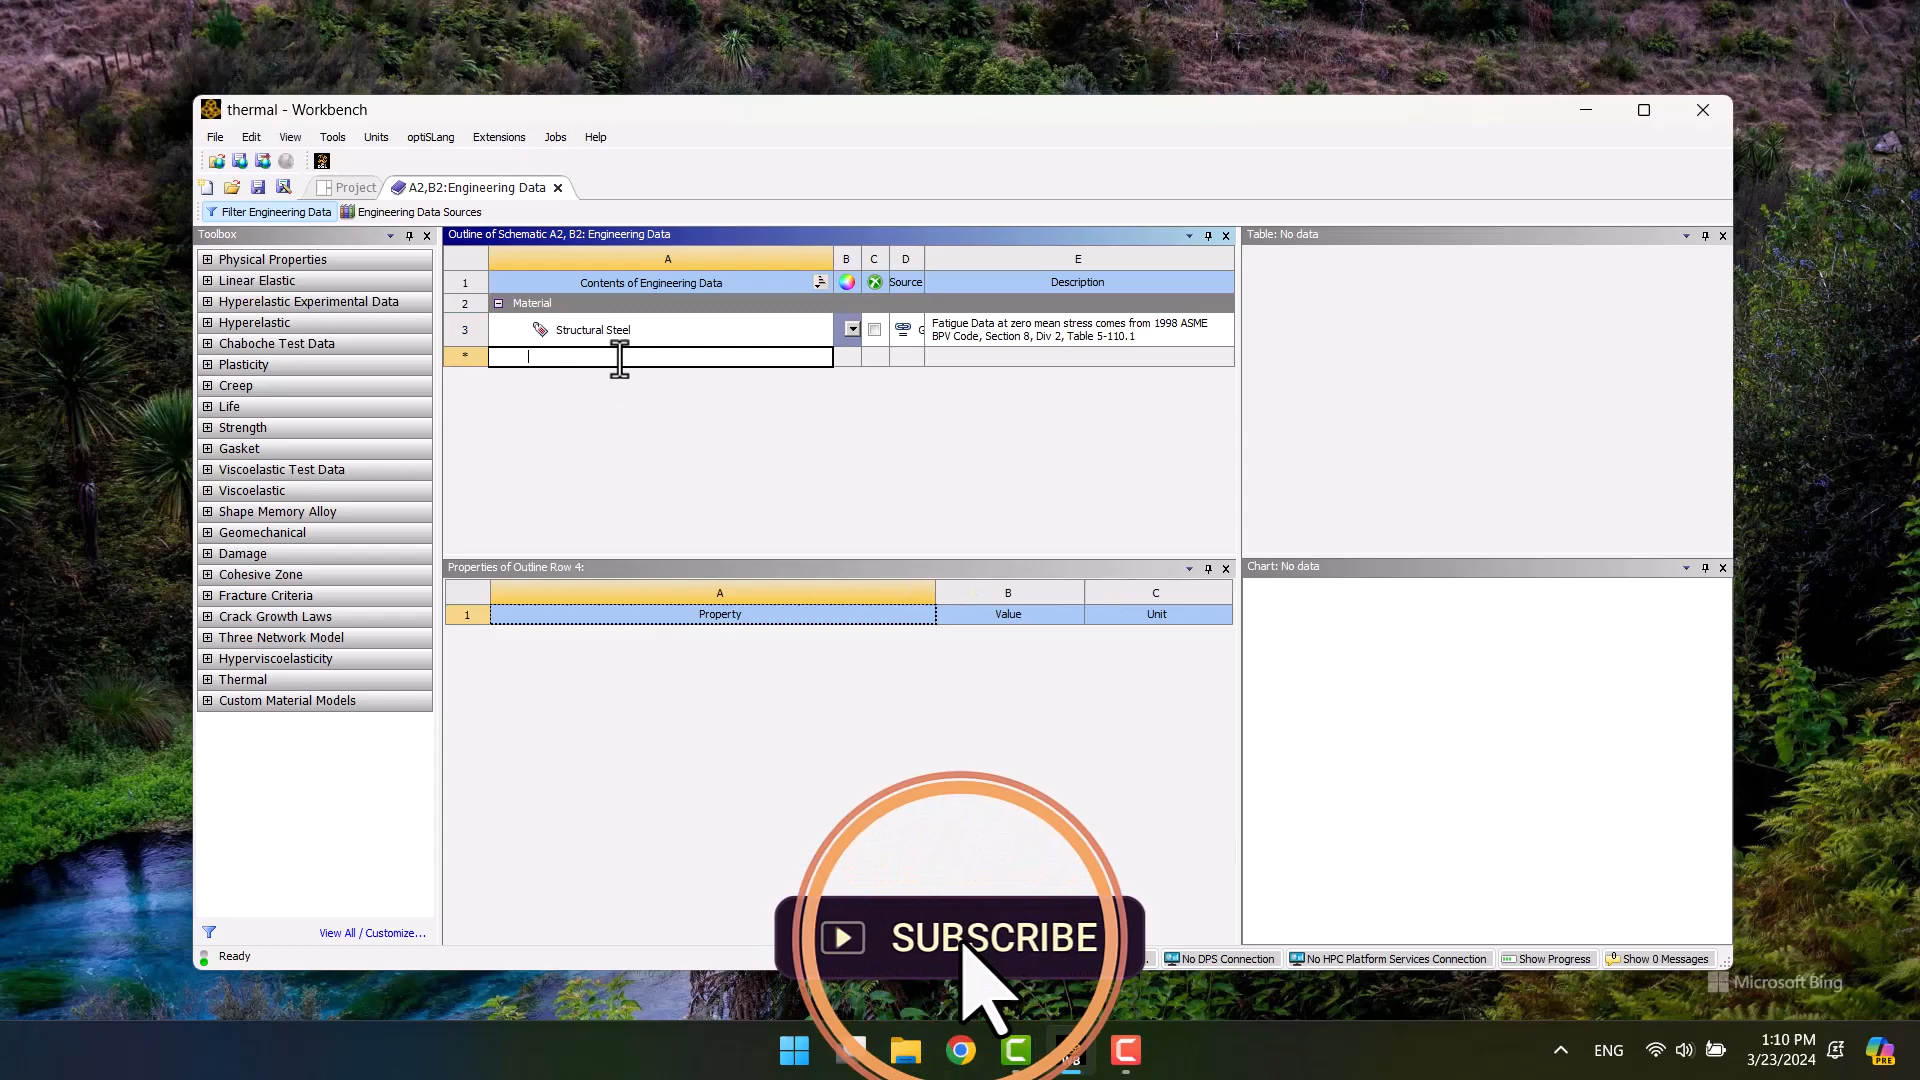 thermal - Workbench
File Edit View Tools Units optiSLang Extensions Jobs Help
Project A2,B2:Engineering Data
Filter Engineering Data Engineering Data Sources
Toolbox
Physical Properties
Linear Elastic
Hyperelastic Experimental Data
Hyperelastic
Chaboche Test Data
Plasticity
Creep
Life
Strength
Gasket
Viscoelastic Test Data
Viscoelastic
Shape Memory Alloy
Geomechanical
Damage
Cohesive Zone
Fracture Criteria
Crack Growth Laws
Three Network Model
Hyperviscoelasticity
Thermal
Custom Material Models
View All / Customize...
Outline of Schematic A2, B2: Engineering Data
A B C D E
1 Contents of Engineering Data Source Description
2 Material
3 Structural Steel G Fatigue Data at zero mean stress comes from 1998 ASME
BPV Code, Section 8, Div 2, Table 5-110.1
*
Properties of Outline Row 4:
A B C
1 Property Value Unit
Table: No data
Chart: No data
SUBSCRIBE
Ready
No DPS Connection No HPC Platform Services Connection Show Progress Show 0 Messages
Microsoft Bing
ENG
1:10 PM
3/23/2024
PRE